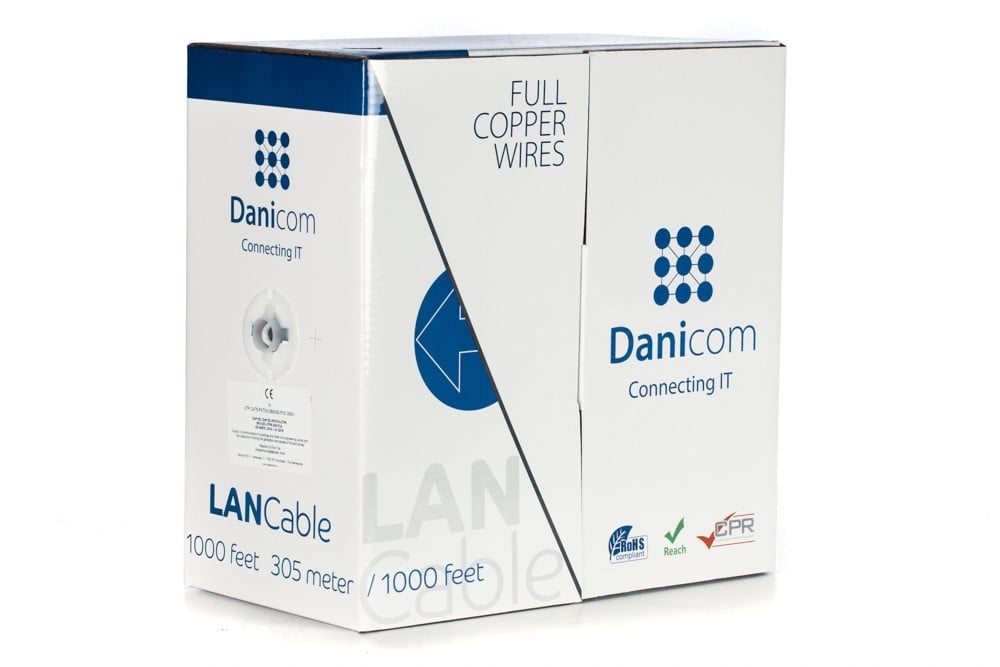 Danicom
Connecting IT
CE
LANCable
1000 feet 305 meter / 1000 feet
FULL
COPPER
WIRES
LAN
Cable
Danicom
Connecting IT
RoHS
compliant
Reach
CPR